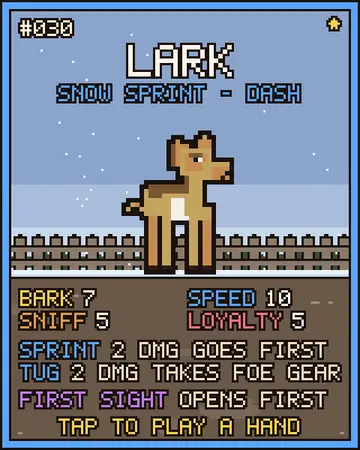 #030
LARK
SNOW SPRINT - DASH
BARK 7 SPEED 10
SNIFF 5 LOYALTY 5
SPRINT 2 DMG GOES FIRST
TUG 2 DMG TAKES FOE GEAR
FIRST SIGHT OPENS FIRST
TAP TO PLAY A HAND